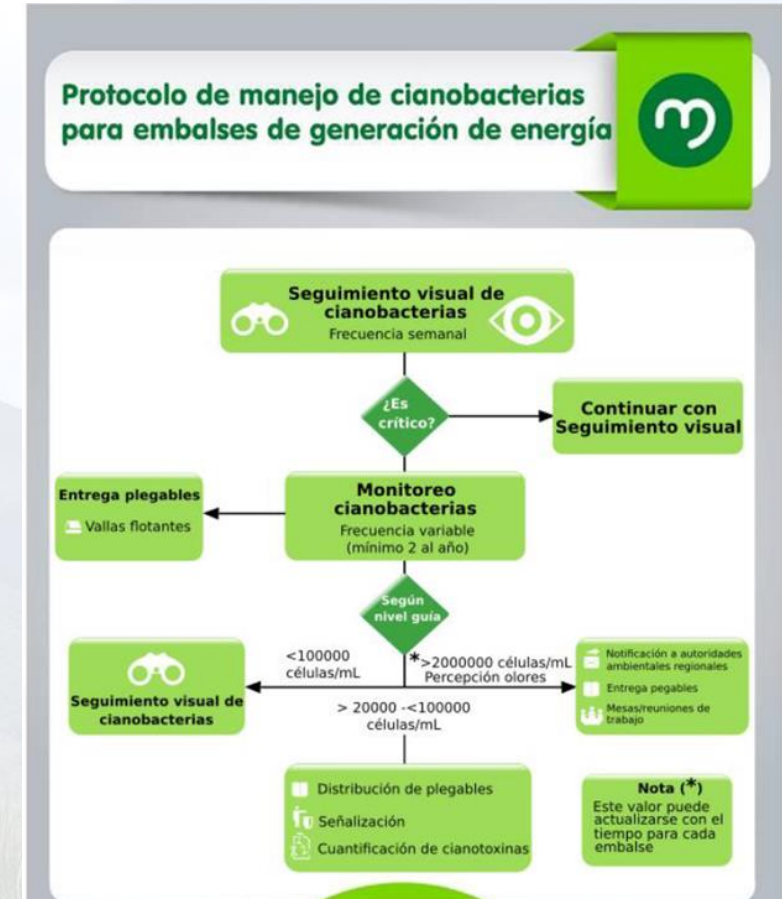 Protocolo de manejo de cianobacterias
para embalses de generación de energía
Seguimiento visual de
cianobacterias
Frecuencia semanal
¿Es
crítico?
Continuar con
Seguimiento visual
Entrega plegables
Vallas flotantes
Monitoreo
cianobacterias
Frecuencia variable
(mínimo 2 al año)
Según
nivel guía
<100000
células/mL
*>2000000 células/mL
Percepción olores
Seguimiento visual de
cianobacterias
Notificación a autoridades
ambientales regionales
Entrega pegables
Mesas/reuniones de
trabajo
> 20000 -<100000
células/mL
Distribución de plegables
Señalización
Cuantificación de cianotoxinas
Nota (*)
Este valor puede
actualizarse con el
tiempo para cada
embalse